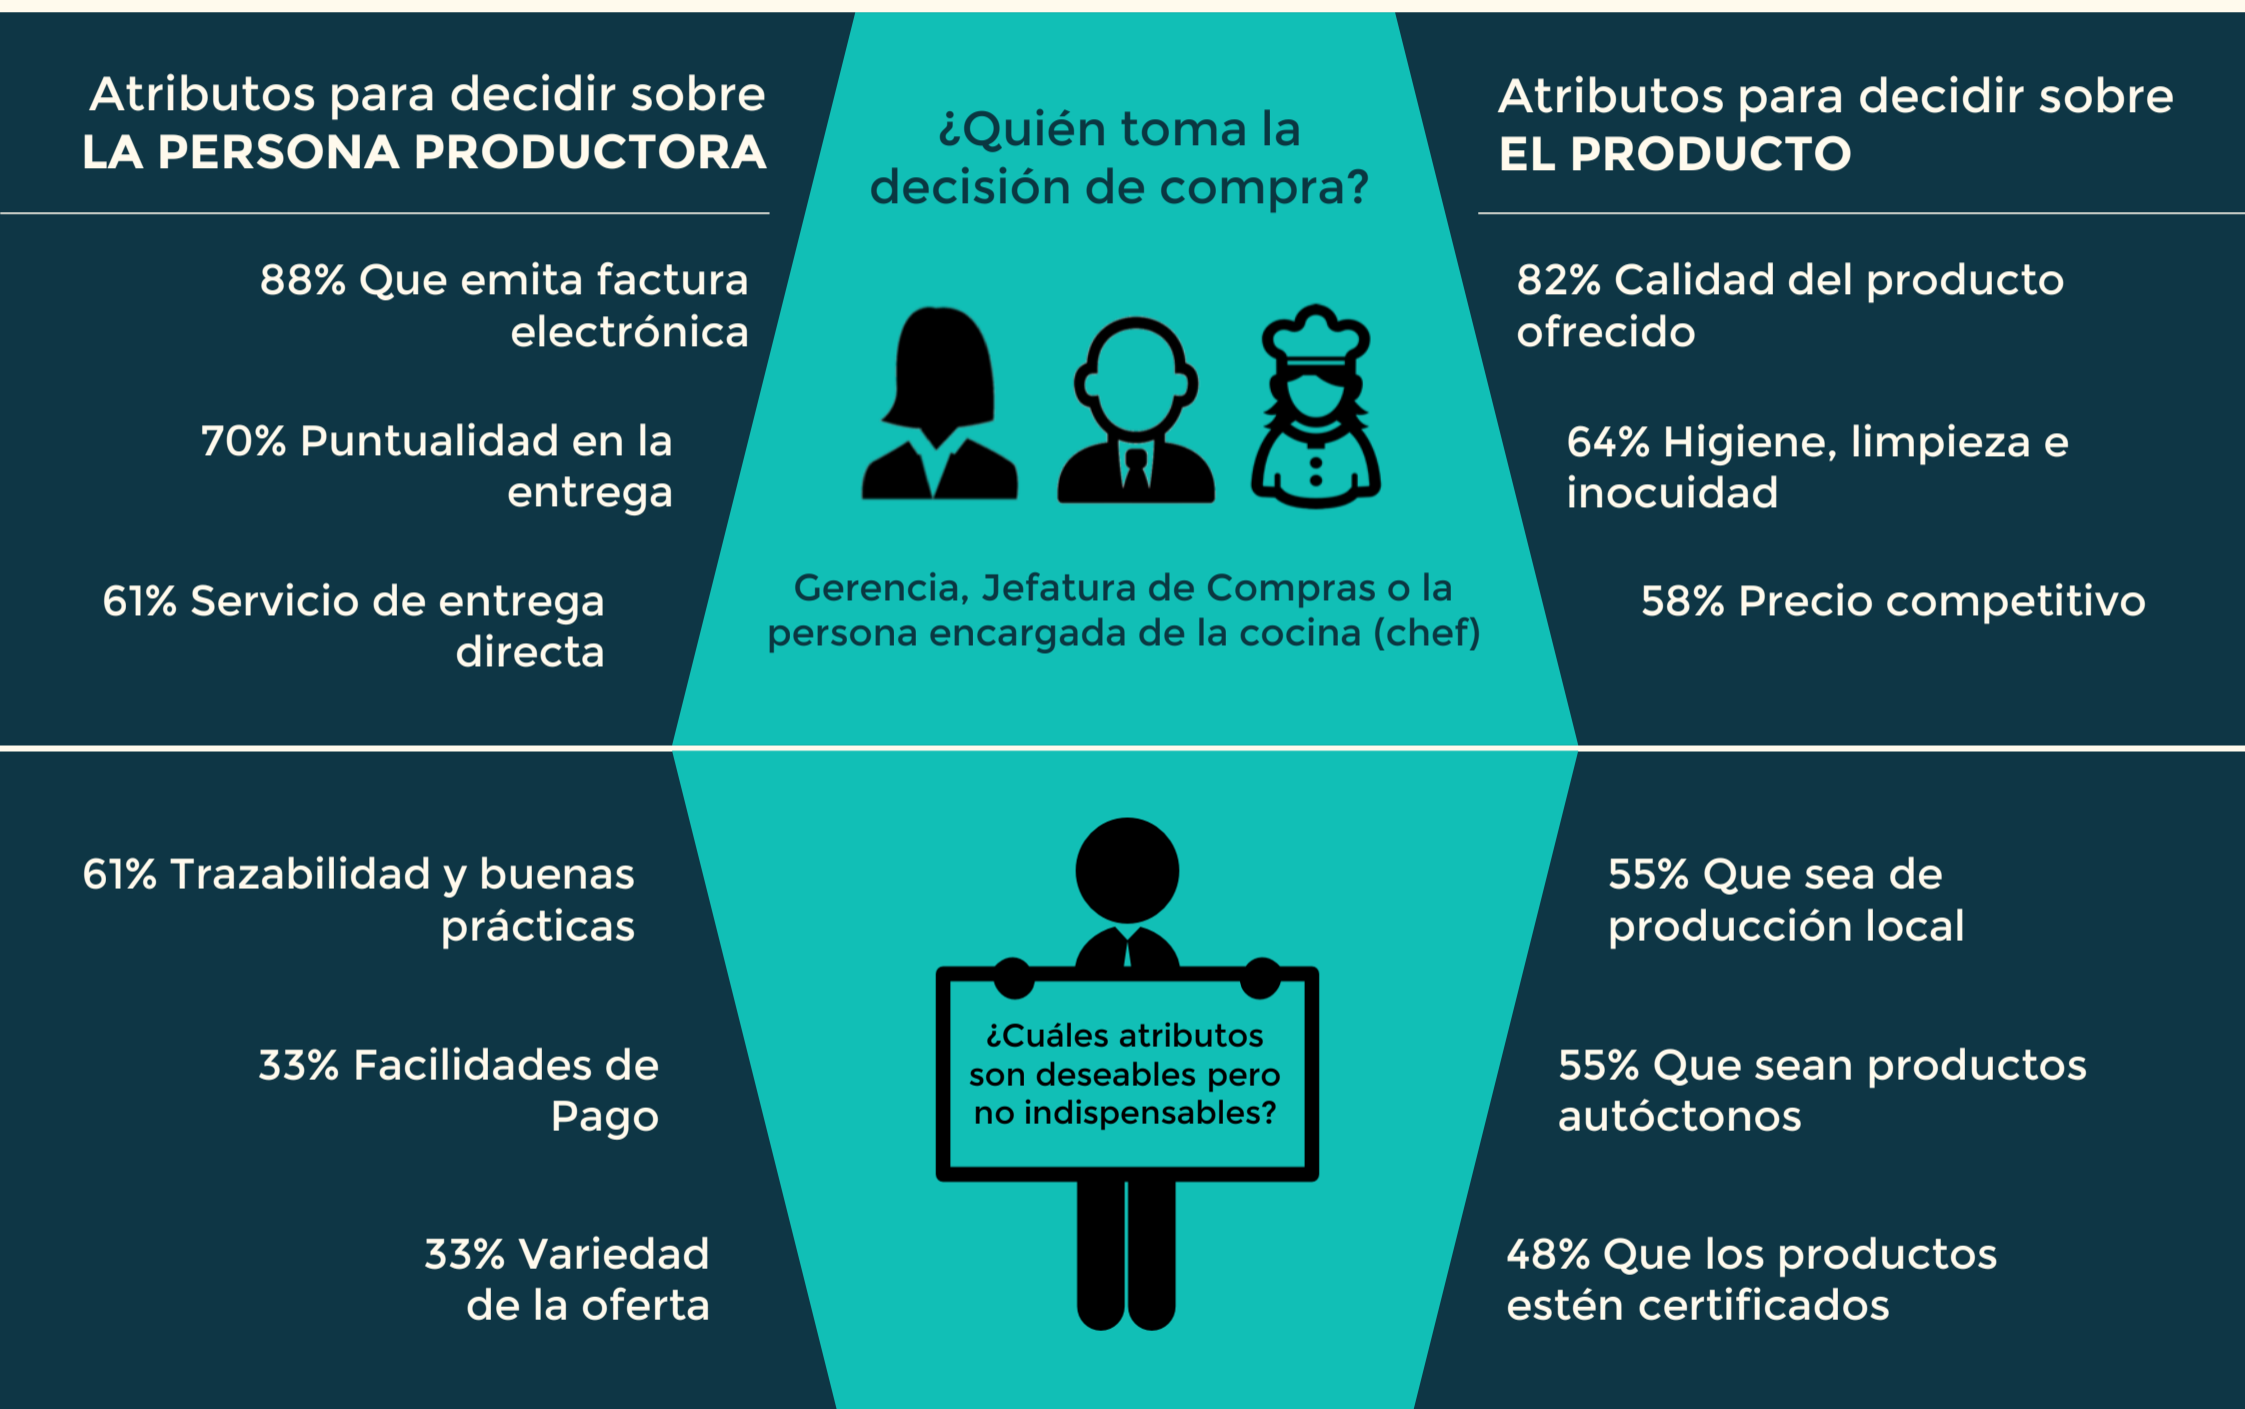 Atributos para decidir sobre
LA PERSONA PRODUCTORA
88% Que emita factura
electrónica
70% Puntualidad en la
entrega
61% Servicio de entrega
directa
¿Quién toma la
decisión de compra?
Gerencia, Jefatura de Compras o la
persona encargada de la cocina (chef)
Atributos para decidir sobre
EL PRODUCTO
82% Calidad del producto
ofrecido
64% Higiene, limpieza e
inocuidad
58% Precio competitivo
61% Trazabilidad y buenas
prácticas
33% Facilidades de
Pago
33% Variedad
de la oferta
¿Cuáles atributos
son deseables pero
no indispensables?
55% Que sea de
producción local
55% Que sean productos
autóctonos
48% Que los productos
estén certificados